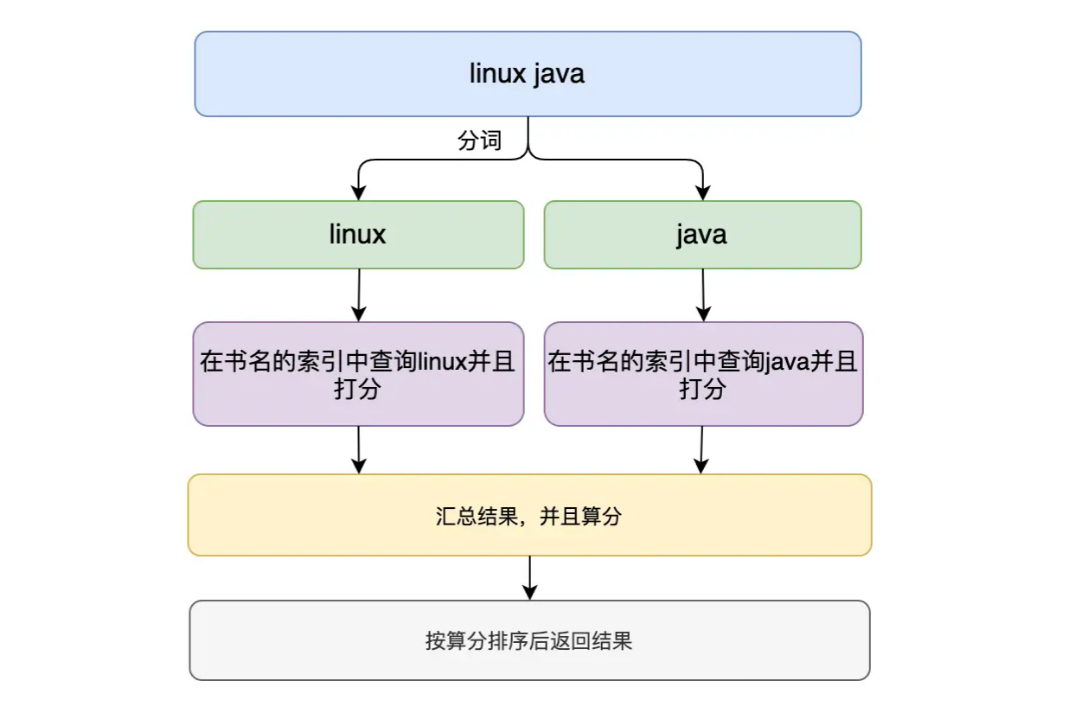 linux java
分词
linux
java
在书名的索引中查询linux并且
打分
在书名的索引中查询java并且
打分
汇总结果，并且算分
按算分排序后返回结果